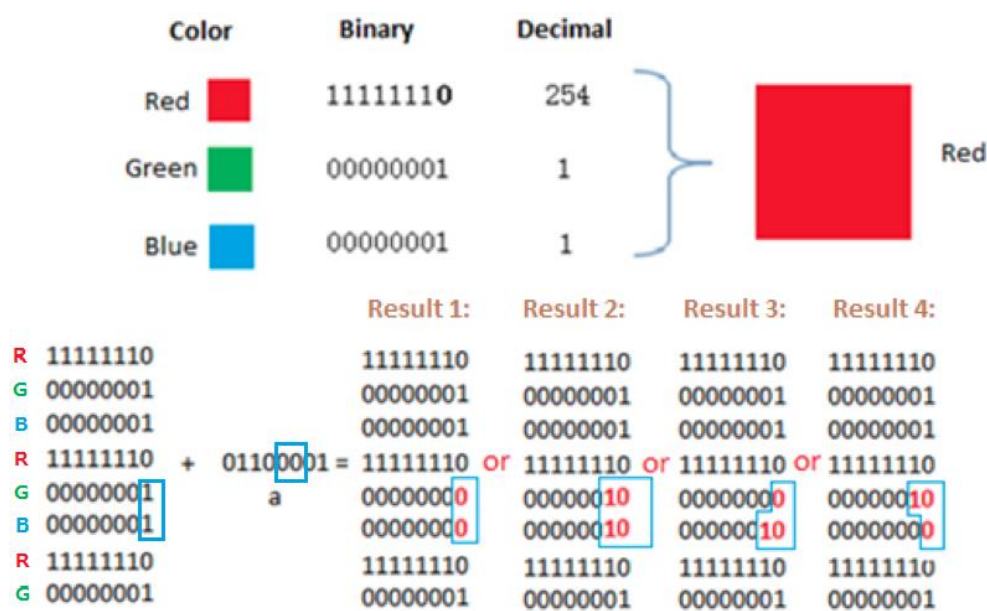 Color Binary Decimal
Red 11111110 254
Green 00000001 1
Blue 00000001 1
Red
Result 1: Result 2: Result 3: Result 4:
R 11111110 11111110 11111110 11111110 11111110
G 00000001 00000001 00000001 00000001 00000001
B 00000001 00000001 00000001 00000001 00000001
R 11111110 + 01100001 = 11111110 or 11111110 or 11111110 or 11111110
G 00000001 a 00000000 00000010 00000000 00000010
B 00000001 00000000 00000010 00000010 00000000
R 11111110 11111110 11111110 11111110 11111110
G 00000001 00000001 00000001 00000001 00000001